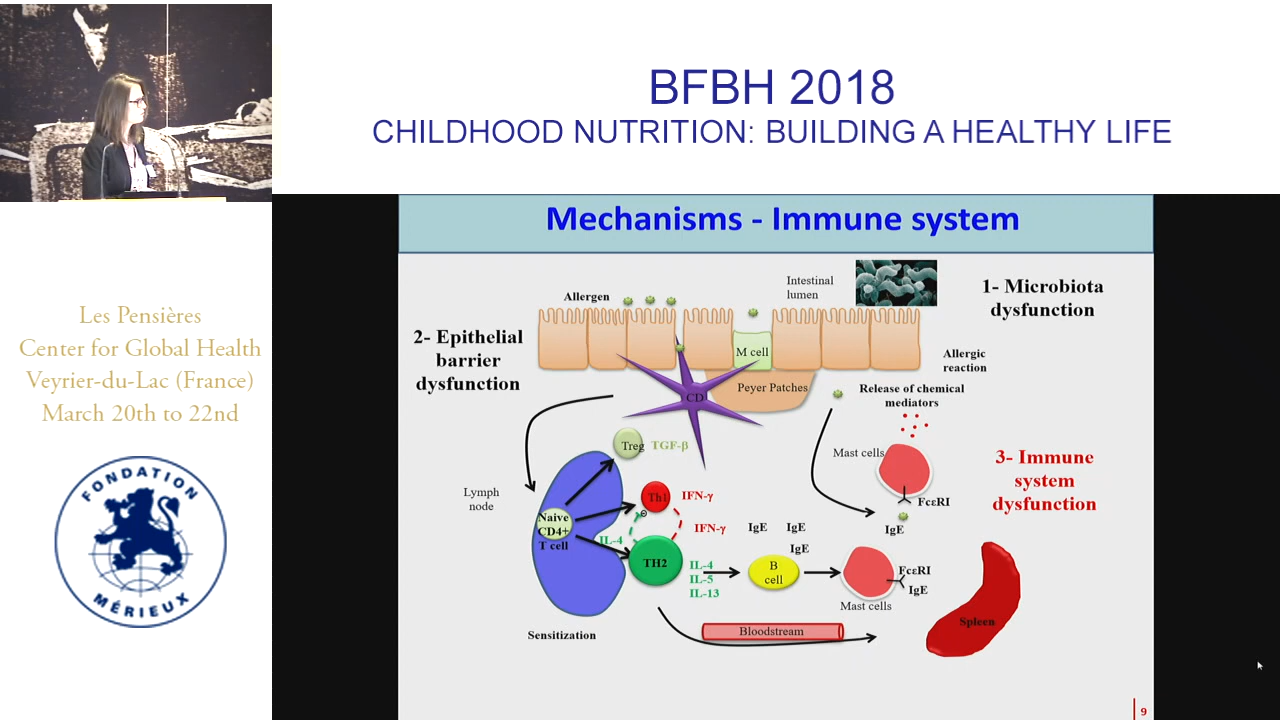 BFBH 2018
CHILDHOOD NUTRITION: BUILDING A HEALTHY LIFE
Les Pensières
Center for Global Health
Veyrier-du-Lac (France)
March 20th to 22nd
FONDATION
MÉRIEUX
Mechanisms - Immune system
Allergen
Intestinal
lumen
1- Microbiota
dysfunction
2- Epithelial
barrier
dysfunction
M cell
Peyer Patches
CD
Allergic
reaction
Release of chemical
mediators
Mast cells
FcεRI
IgE
3- Immune
system
dysfunction
Treg
TGF-β
Lymph
node
Naive
CD4+
T cell
Th1
IFN-γ
IFN-γ
IL-4
TH2
IL-4
IL-5
IL-13
IgE IgE
IgE
B
cell
FcεRI
IgE
Mast cells
Sensitization
Bloodstream
Spleen
9